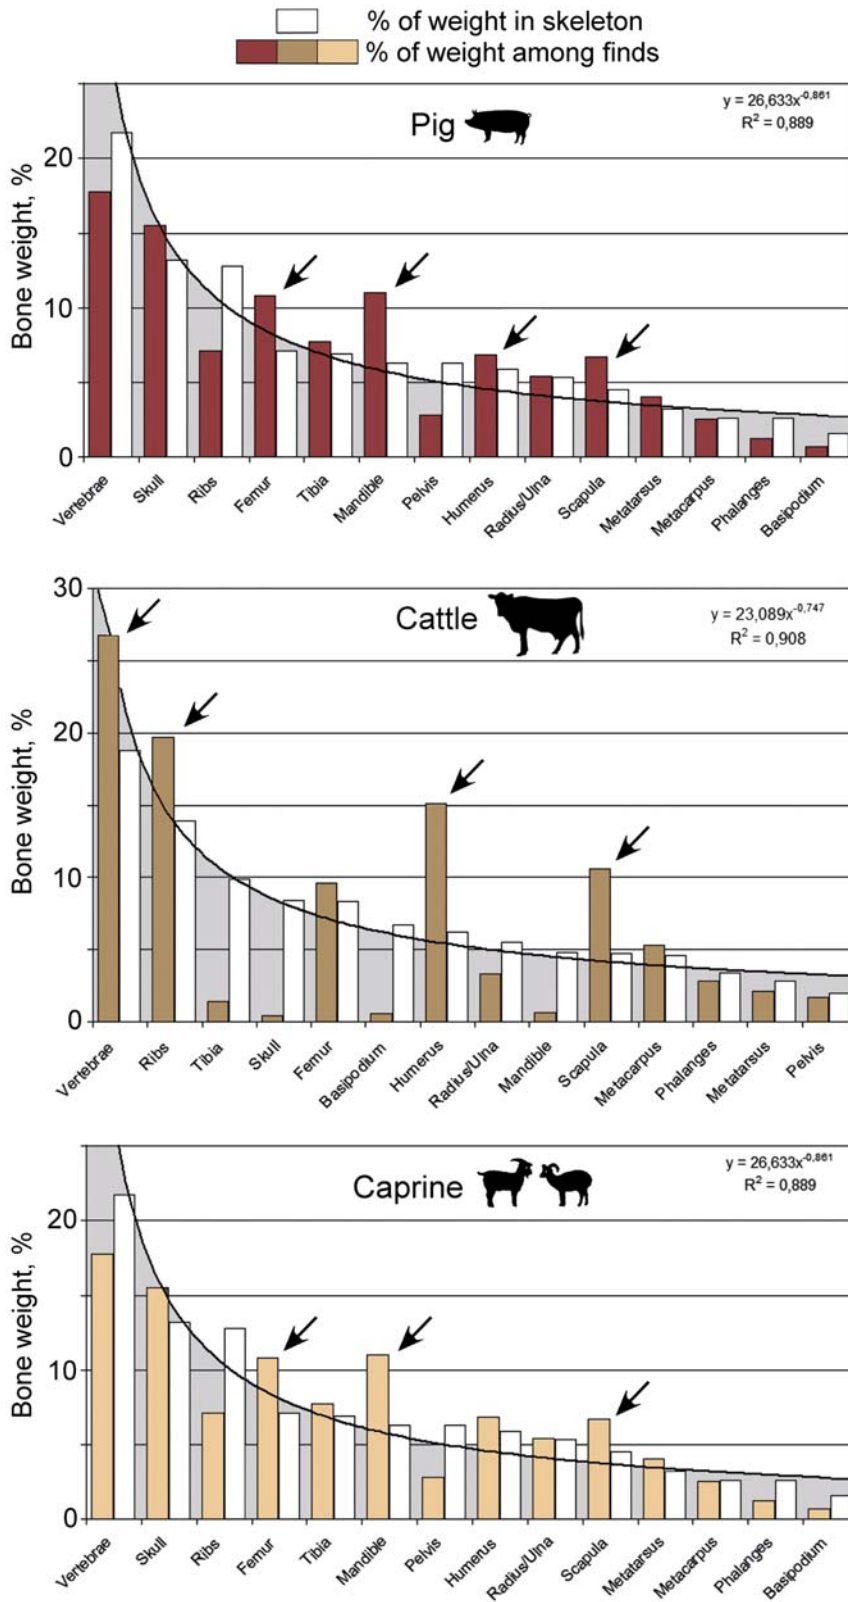 % of weight in skeleton
% of weight among finds
Pig
y = 26,633x^-0,861
R² = 0,889
Bone weight, %
20
10
0
Vertebrae
Skull
Ribs
Femur
Tibia
Mandible
Pelvis
Humerus
Radius/Ulna
Scapula
Metatarsus
Metacarpus
Phalanges
Basipodium
Cattle
y = 23,089x^-0,747
R² = 0,908
Bone weight, %
30
20
10
0
Vertebrae
Ribs
Tibia
Skull
Femur
Basipodium
Humerus
Radius/Ulna
Mandible
Scapula
Metacarpus
Phalanges
Metatarsus
Pelvis
Caprine
y = 26,633x^-0,861
R² = 0,889
Bone weight, %
20
10
0
Vertebrae
Skull
Ribs
Femur
Tibia
Mandible
Pelvis
Humerus
Radius/Ulna
Scapula
Metatarsus
Metacarpus
Phalanges
Basipodium